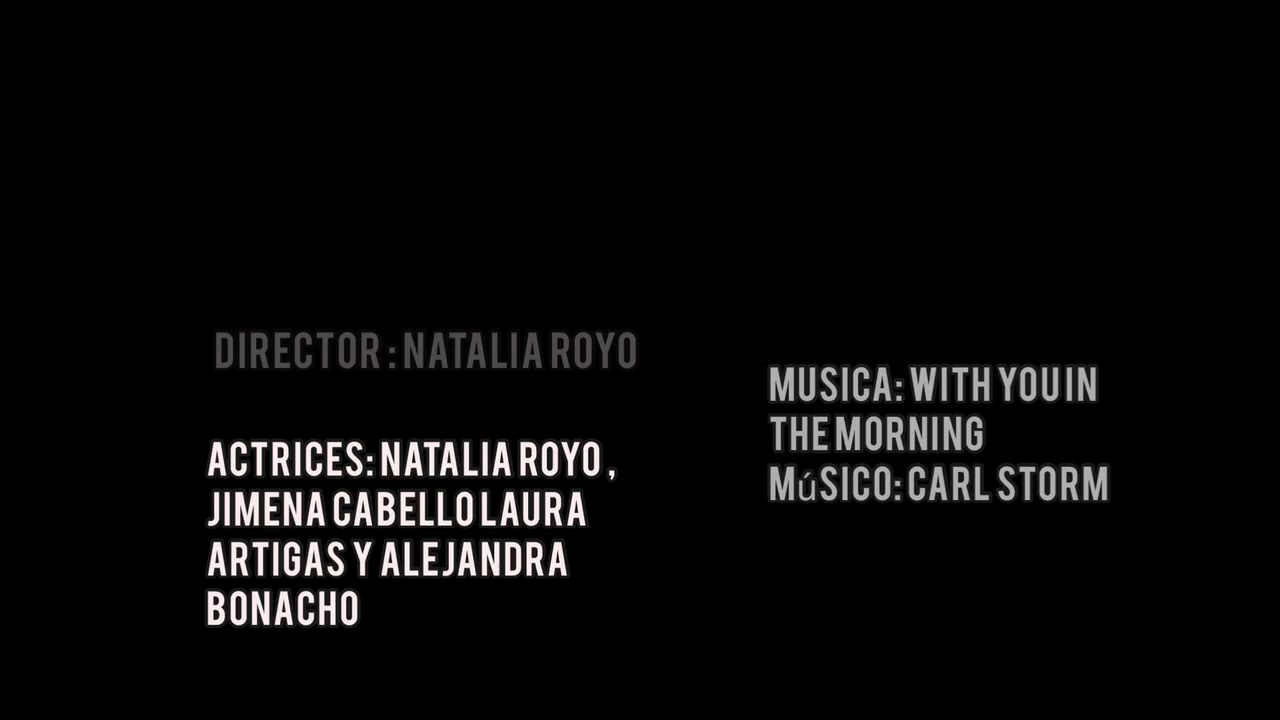 DIRECTOR : NATALIA ROYO
ACTRICES: NATALIA ROYO ,
JIMENA CABELLO LAURA
ARTIGAS Y ALEJANDRA
BONACHO
MUSICA: WITH YOU IN
THE MORNING
MúSICO: CARL STORM